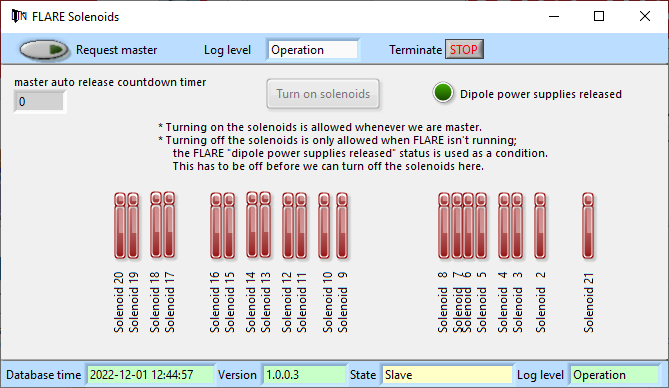 FLARE Solenoids
Request master
Log level
Operation
Terminate
STOP
master auto release countdown timer
0
Turn on solenoids
Dipole power supplies released
* Turning on the solenoids is allowed whenever we are master.
* Turning off the solenoids is only allowed when FLARE isn't running;
the FLARE "dipole power supplies released" status is used as a condition.
This has to be off before we can turn off the solenoids here.
Solenoid 20
Solenoid 19
Solenoid 18
Solenoid 17
Solenoid 16
Solenoid 15
Solenoid 14
Solenoid 13
Solenoid 12
Solenoid 11
Solenoid 10
Solenoid 9
Solenoid 8
Solenoid 7
Solenoid 6
Solenoid 5
Solenoid 4
Solenoid 3
Solenoid 2
Solenoid 21
Database time
2022-12-01 12:44:57
Version
1.0.0.3
State
Slave
Log level
Operation